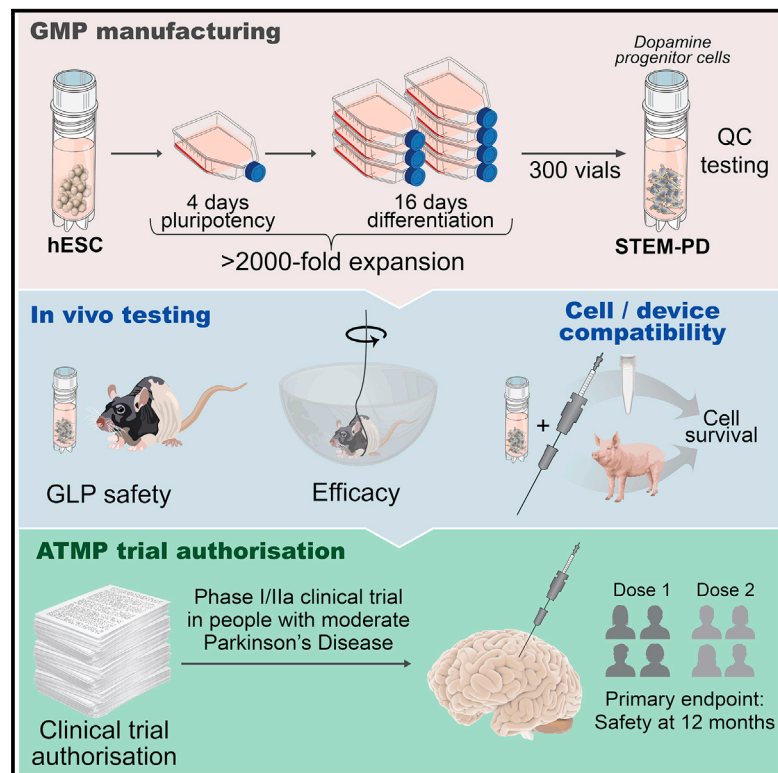 GMP manufacturing
Dopamine
progenitor cells
hESC
4 days
pluripotency
16 days
differentiation
>2000-fold expansion
300 vials
QC
testing
STEM-PD
In vivo testing
GLP safety
Efficacy
Cell / device
compatibility
+
Cell
survival
ATMP trial authorisation
Clinical trial
authorisation
Phase I/IIa clinical trial
in people with moderate
Parkinson's Disease
Dose 1
Dose 2
Primary endpoint:
Safety at 12 months